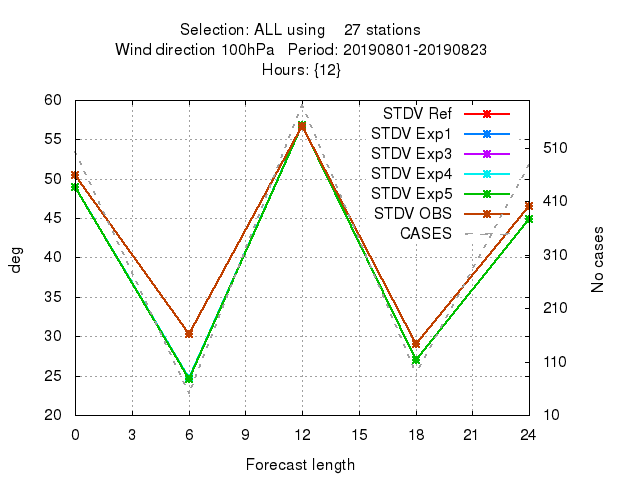 Selection: ALL using 27 stations
Wind direction 100hPa Period: 20190801-20190823
Hours: {12}
STDV Ref
STDV Exp1
STDV Exp3
STDV Exp4
STDV Exp5
STDV OBS
CASES
60
55
50
45
40
35
30
25
20
deg
510
410
310
210
110
10
No cases
0 3 6 9 12 15 18 21 24
Forecast length